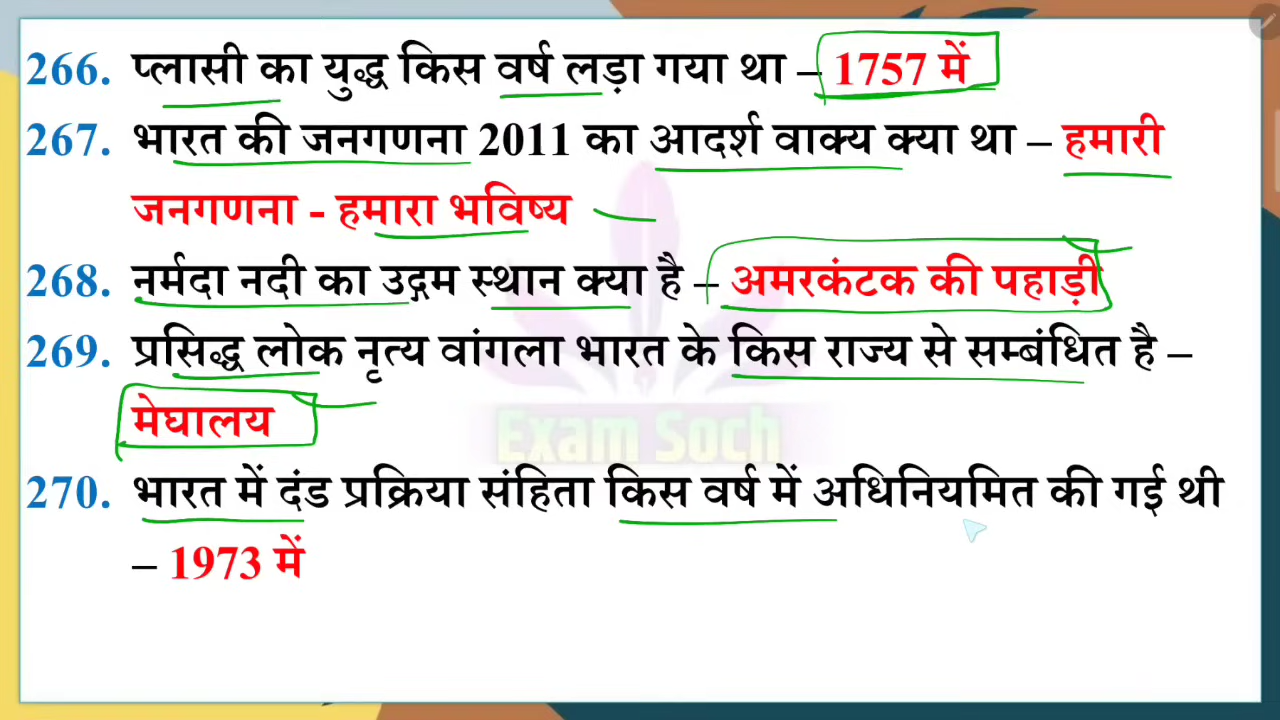 266. प्लासी का युद्ध किस वर्ष लड़ा गया था – 1757 में
267. भारत की जनगणना 2011 का आदर्श वाक्य क्या था – हमारी
जनगणना - हमारा भविष्य
268. नर्मदा नदी का उद्गम स्थान क्या है – अमरकंटक की पहाड़ी
269. प्रसिद्ध लोक नृत्य वांगला भारत के किस राज्य से सम्बंधित है –
मेघालय
Exam Soch
270. भारत में दंड प्रक्रिया संहिता किस वर्ष में अधिनियमित की गई थी
– 1973 में